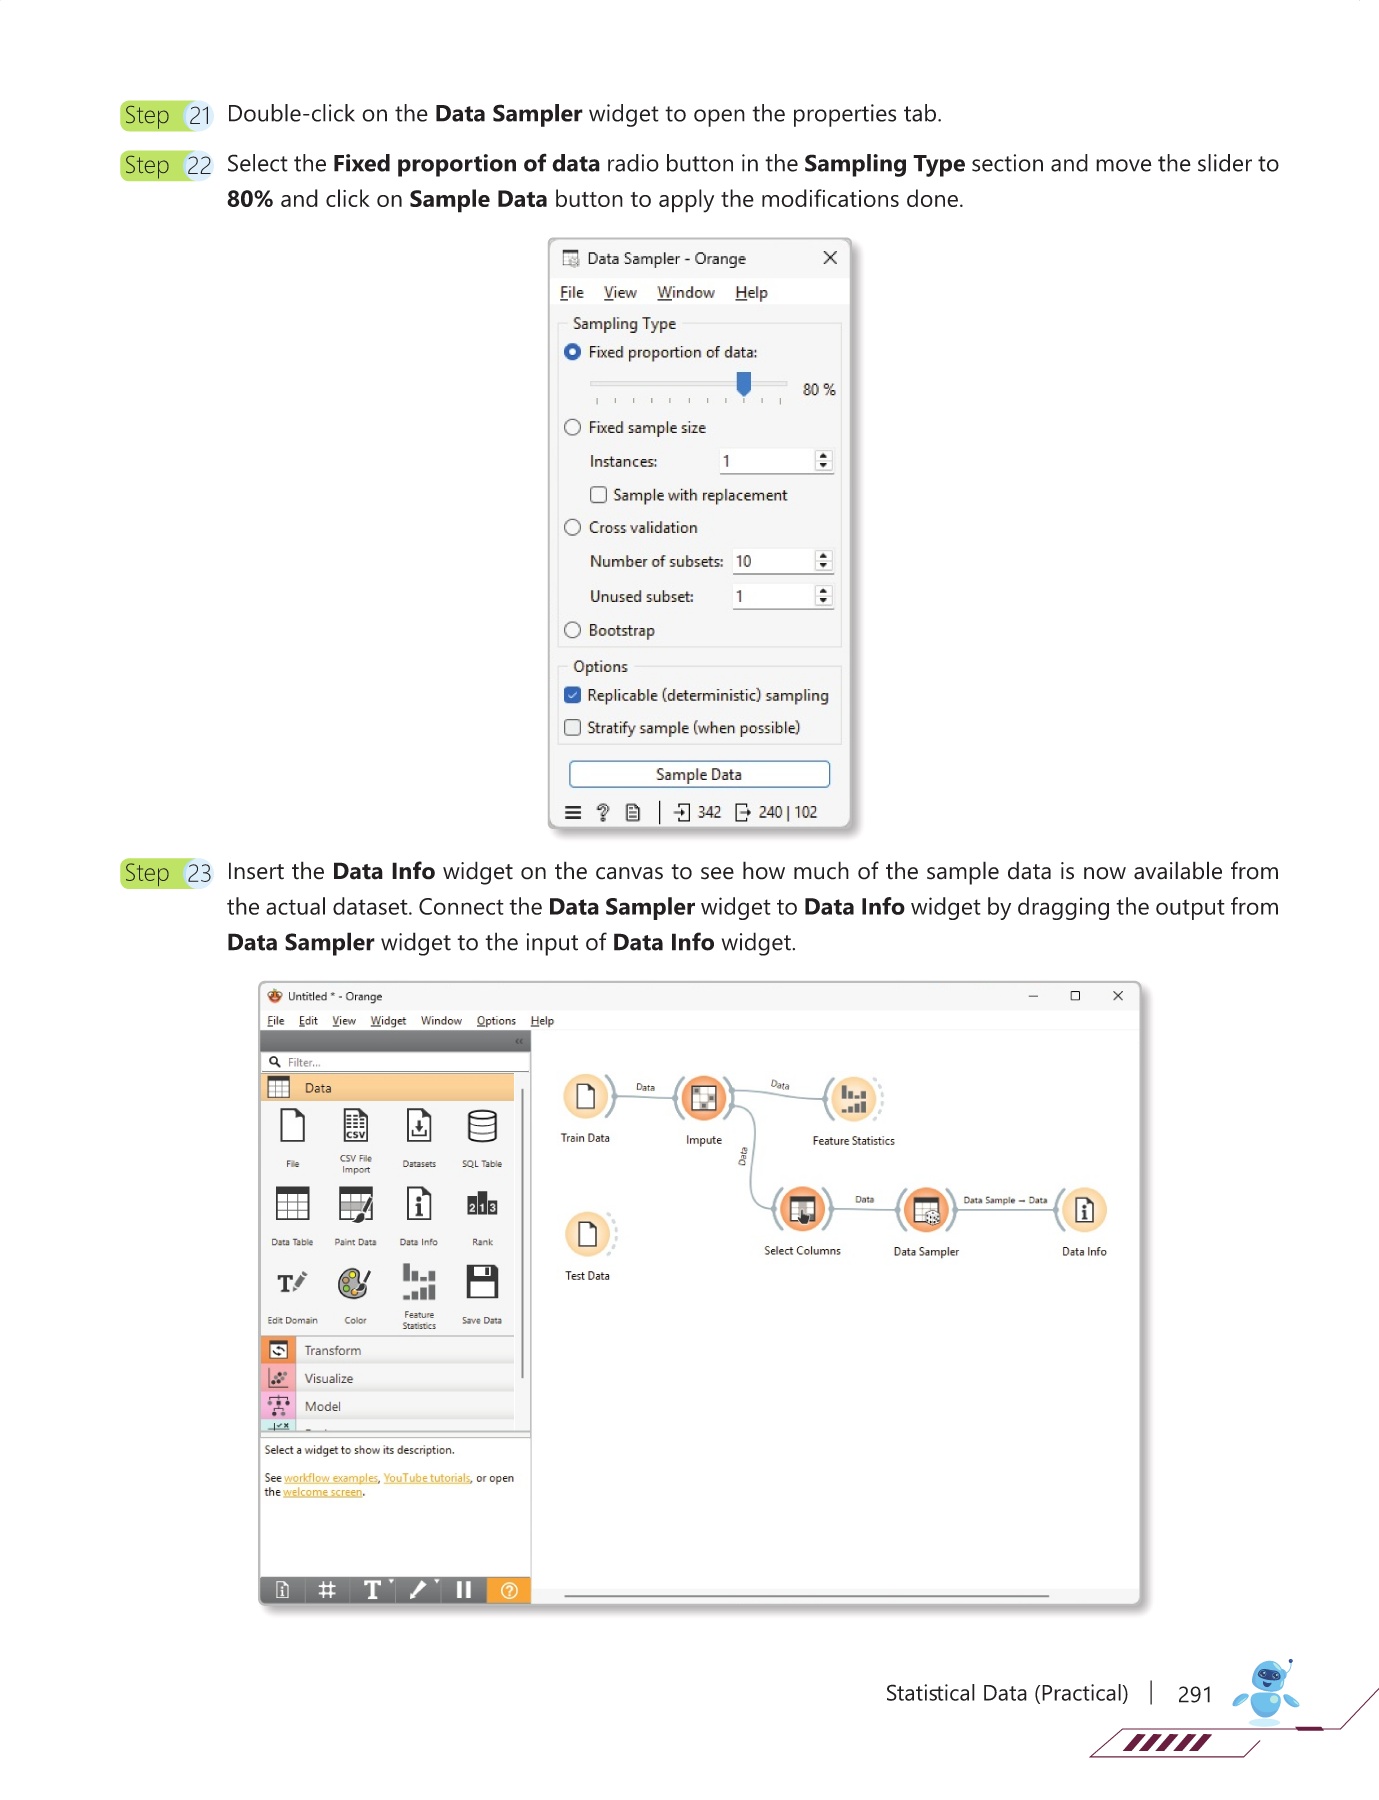 Step 21 Double-click on the Data Sampler widget to open the properties tab.
Step 22 Select the Fixed proportion of data radio button in the Sampling Type section and move the slider to
80% and click on Sample Data button to apply the modifications done.
Data Sampler - Orange
File View Window Help
Sampling Type
Fixed proportion of data:
80 %
Fixed sample size
Instances: 1
Sample with replacement
Cross validation
Number of subsets: 10
Unused subset: 1
Bootstrap
Options
Replicable (deterministic) sampling
Stratify sample (when possible)
Sample Data
342 240 | 102
Step 23 Insert the Data Info widget on the canvas to see how much of the sample data is now available from
the actual dataset. Connect the Data Sampler widget to Data Info widget by dragging the output from
Data Sampler widget to the input of Data Info widget.
Untitled * - Orange
File Edit View Widget Window Options Help
Filter...
Data
File
CSV File
Import
Datasets
SQL Table
Data Table
Paint Data
Data Info
Rank
Edit Domain
Color
Feature
Statistics
Save Data
Transform
Visualize
Model
Select a widget to show its description.
See workflow examples, YouTube tutorials, or open
the welcome screen.
Train Data
Data
Impute
Data
Feature Statistics
Data
Test Data
Select Columns
Data
Data Sampler
Data Sample → Data
Data Info
Statistical Data (Practical) | 291